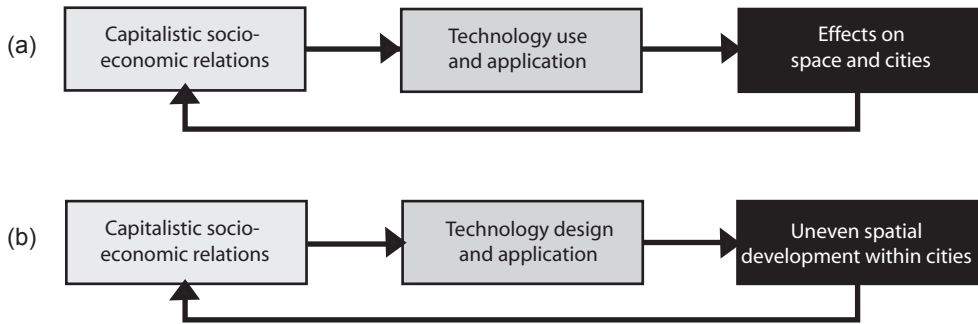 (a)
Capitalistic socio-
economic relations
Technology use
and application
Effects on
space and cities
(b)
Capitalistic socio-
economic relations
Technology design
and application
Uneven spatial
development within cities